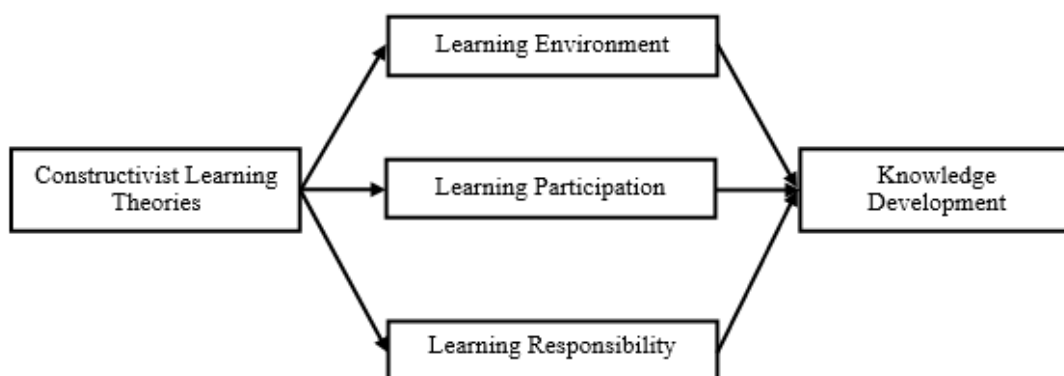 Learning Environment
Constructivist Learning
Theories
Learning Participation
Knowledge
Development
Learning Responsibility